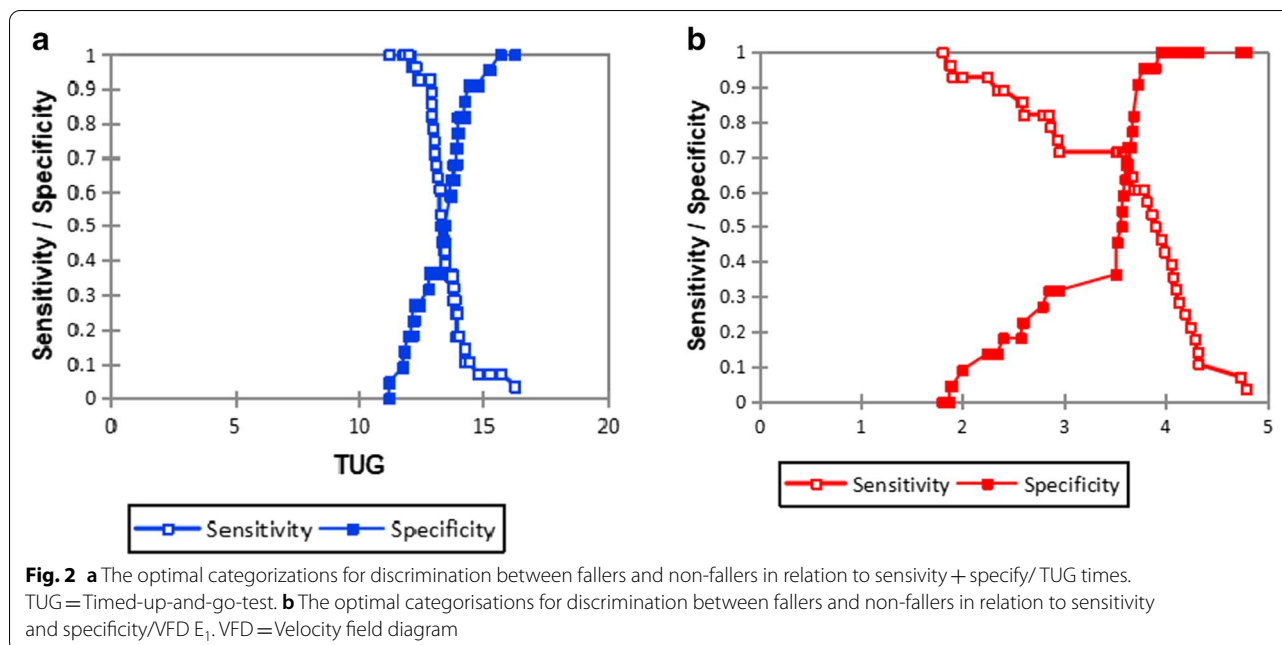 a
Sensitivity / Specificity
1
0.9
0.8
0.7
0.6
0.5
0.4
0.3
0.2
0.1
0
0 5 10 15 20
TUG
Sensitivity Specificity
b
Sensitivity / Specificity
1
0.9
0.8
0.7
0.6
0.5
0.4
0.3
0.2
0.1
0
0 1 2 3 4 5
Sensitivity Specificity
Fig. 2 a The optimal categorizations for discrimination between fallers and non-fallers in relation to sensivity + specify/ TUG times.
TUG = Timed-up-and-go-test. b The optimal categorisations for discrimination between fallers and non-fallers in relation to sensitivity
and specificity/VFD E₁. VFD = Velocity field diagram